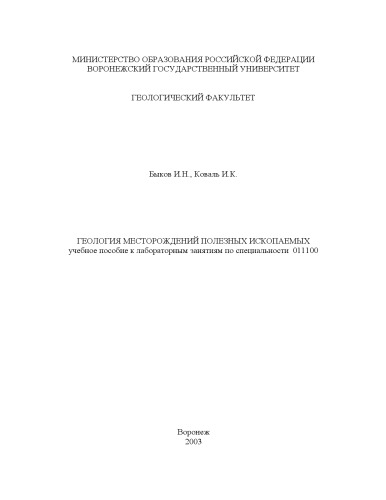 МИНИСТЕРСТВО ОБРАЗОВАНИЯ РОССИЙСКОЙ ФЕДЕРАЦИИ
ВОРОНЕЖСКИЙ ГОСУДАРСТВЕННЫЙ УНИВЕРСИТЕТ
ГЕОЛОГИЧЕСКИЙ ФАКУЛЬТЕТ
Быков И.Н., Коваль И.К.
ГЕОЛОГИЯ МЕСТОРОЖДЕНИЙ ПОЛЕЗНЫХ ИСКОПАЕМЫХ
учебное пособие к лабораторным занятиям по специальности 011100
Воронеж
2003